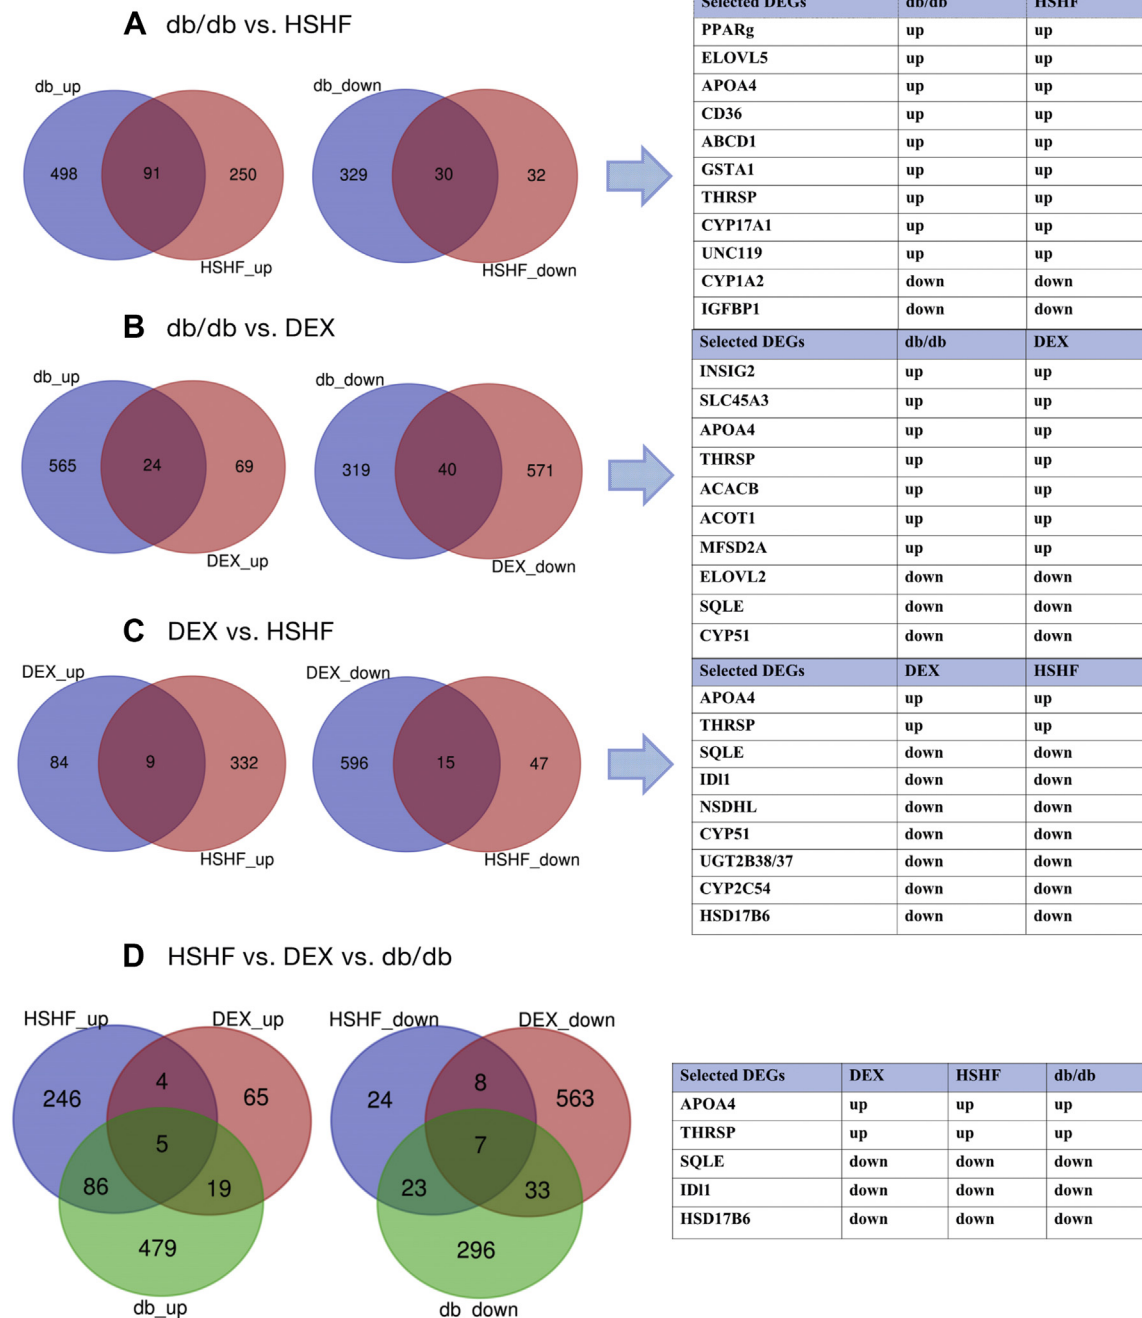 A db/db vs. HSHF
db_up
498
91
250
HSHF_up
db_down
329
30
32
HSHF_down
Selected DEGs db/db HSHF
PPARg up up
ELOVL5 up up
APOA4 up up
CD36 up up
ABCD1 up up
GSTA1 up up
THRSP up up
CYP17A1 up up
UNC119 up up
CYP1A2 down down
IGFBP1 down down
B db/db vs. DEX
db_up
565
24
69
DEX_up
db_down
319
40
571
DEX_down
Selected DEGs db/db DEX
INSIG2 up up
SLC45A3 up up
APOA4 up up
THRSP up up
ACACB up up
ACOT1 up up
MFSD2A up up
ELOVL2 down down
SQLE down down
CYP51 down down
C DEX vs. HSHF
DEX_up
84
9
332
HSHF_up
DEX_down
596
15
47
HSHF_down
Selected DEGs DEX HSHF
APOA4 up up
THRSP up up
SQLE down down
IDl1 down down
NSDHL down down
CYP51 down down
UGT2B38/37 down down
CYP2C54 down down
HSD17B6 down down
D HSHF vs. DEX vs. db/db
HSHF_up
DEX_up
246
4
65
5
86
19
479
db_up
HSHF_down
DEX_down
24
8
563
7
23
33
296
db_down
Selected DEGs DEX HSHF db/db
APOA4 up up up
THRSP up up up
SQLE down down down
IDl1 down down down
HSD17B6 down down down